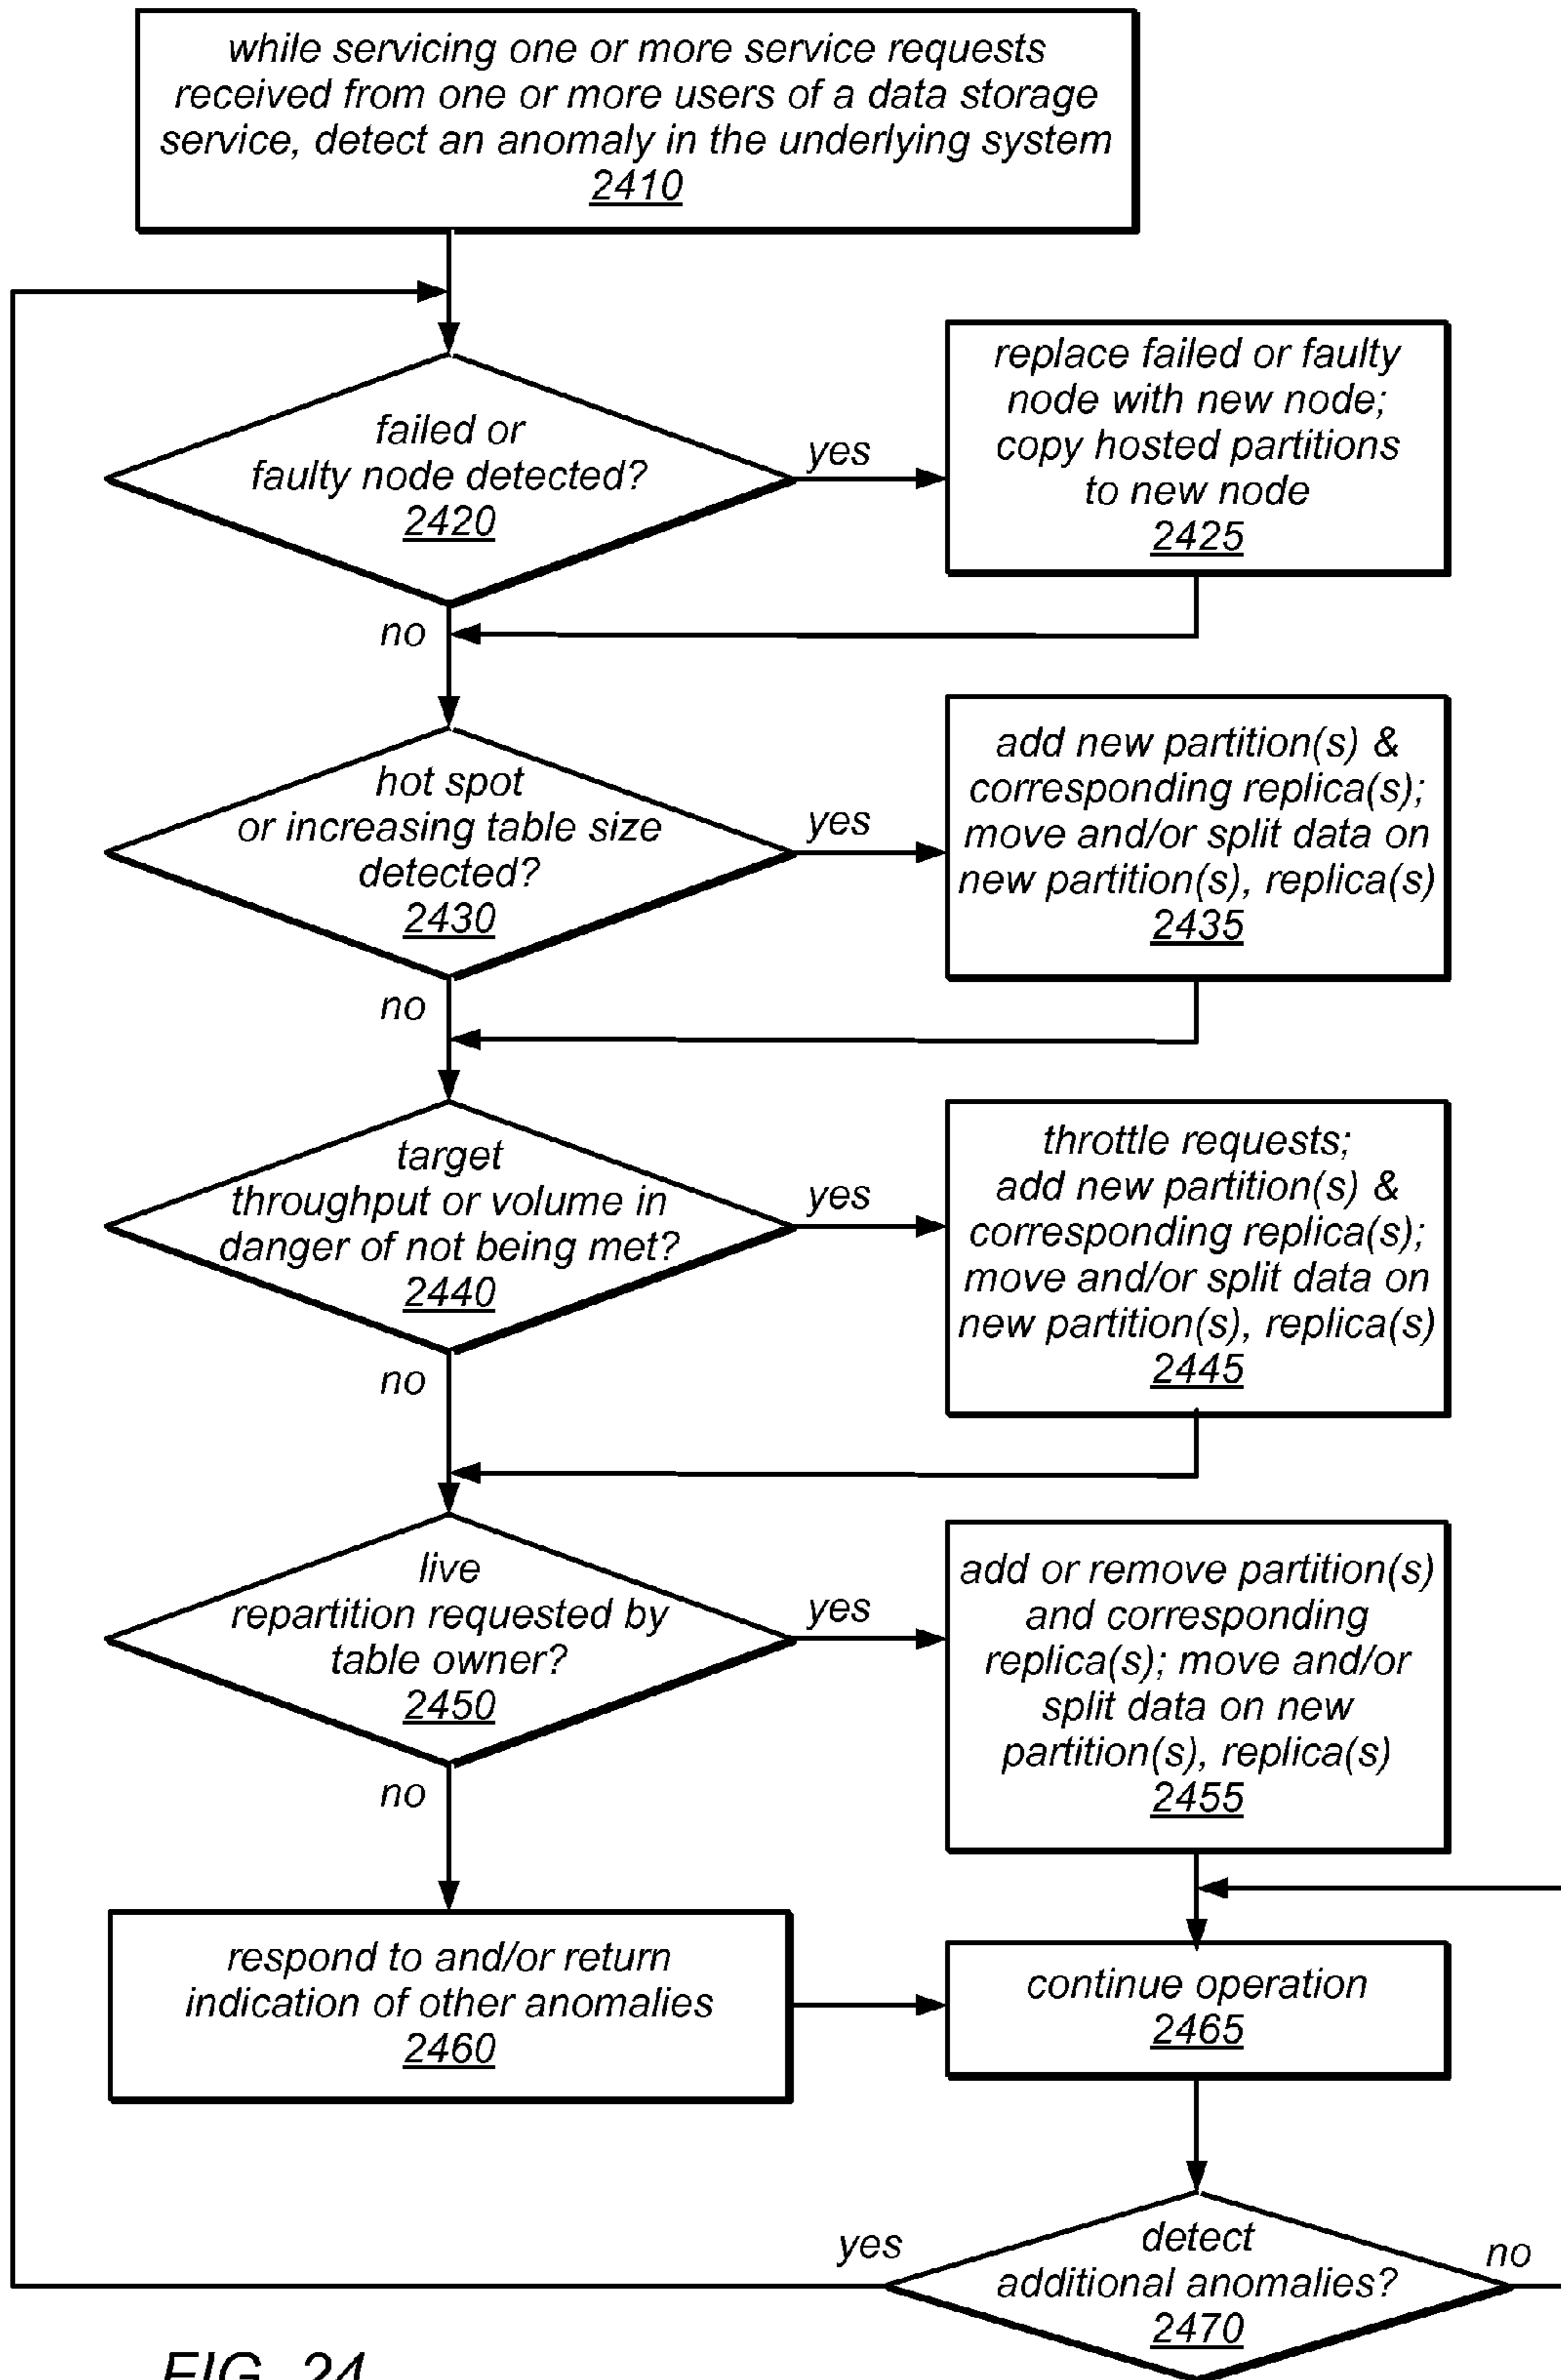 while servicing one or more service requests
received from one or more users of a data storage
service, detect an anomaly in the underlying system
2410
failed or
faulty node detected?
2420
yes
replace failed or faulty
node with new node;
copy hosted partitions
to new node
2425
no
hot spot
or increasing table size
detected?
2430
yes
add new partition(s) &
corresponding replica(s);
move and/or split data on
new partition(s), replica(s)
2435
no
target
throughput or volume in
danger of not being met?
2440
yes
throttle requests;
add new partition(s) &
corresponding replica(s);
move and/or split data on
new partition(s), replica(s)
2445
no
live
repartition requested by
table owner?
2450
yes
add or remove partition(s)
and corresponding
replica(s); move and/or
split data on new
partition(s), replica(s)
2455
no
respond to and/or return
indication of other anomalies
2460
continue operation
2465
yes
detect
additional anomalies?
2470
no
FIG. 24